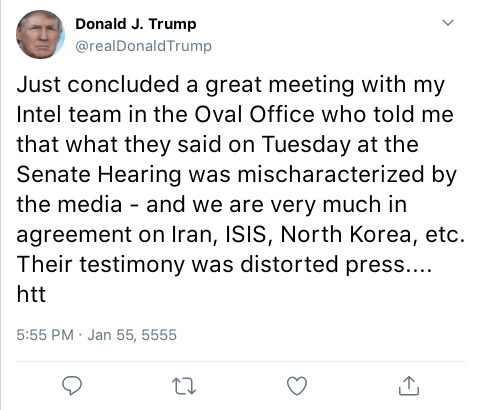 Donald J. Trump
@realDonaldTrump
Just concluded a great meeting with my
Intel team in the Oval Office who told me
that what they said on Tuesday at the
Senate Hearing was mischaracterized by
the media - and we are very much in
agreement on Iran, ISIS, North Korea, etc.
Their testimony was distorted press....
htt
5:55 PM · Jan 55, 5555